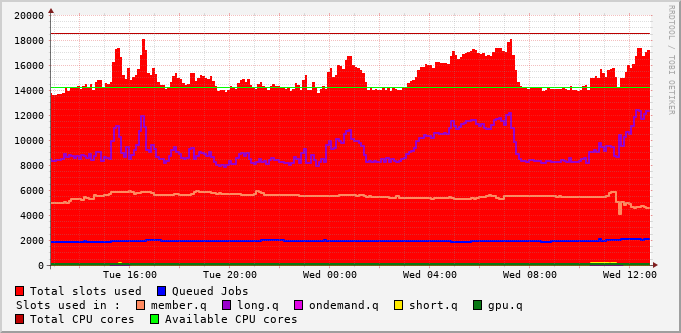 20000
18000
16000
14000
12000
10000
8000
6000
4000
2000
0
Tue 16:00 Tue 20:00 Wed 00:00 Wed 04:00 Wed 08:00 Wed 12:00
Total slots used Queued Jobs
Slots used in : member.q long.q ondemand.q short.q gpu.q
Total CPU cores Available CPU cores
RRDTOOL / TOBI OETIKER